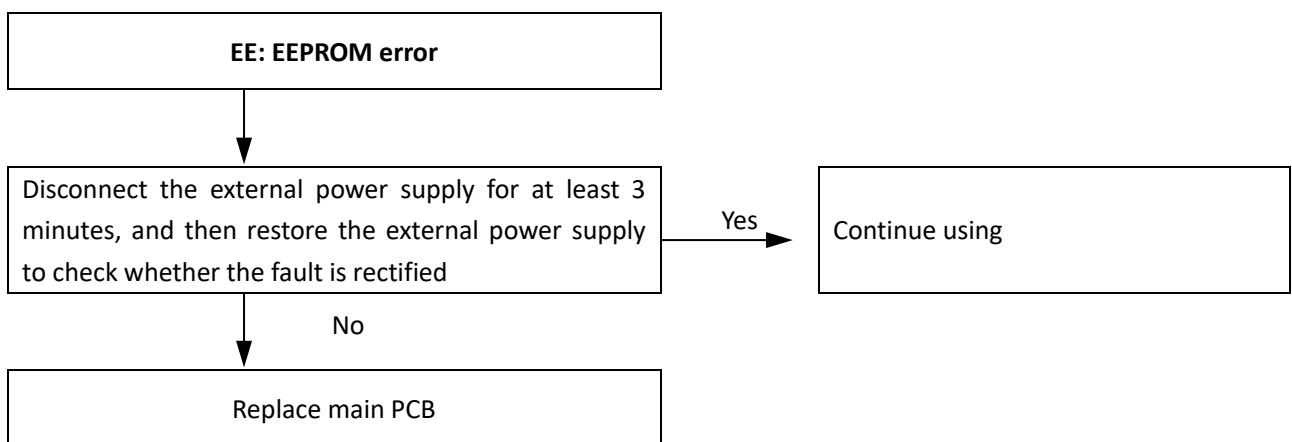 EE: EEPROM error
Disconnect the external power supply for at least 3
minutes, and then restore the external power supply
to check whether the fault is rectified
Yes
Continue using
No
Replace main PCB